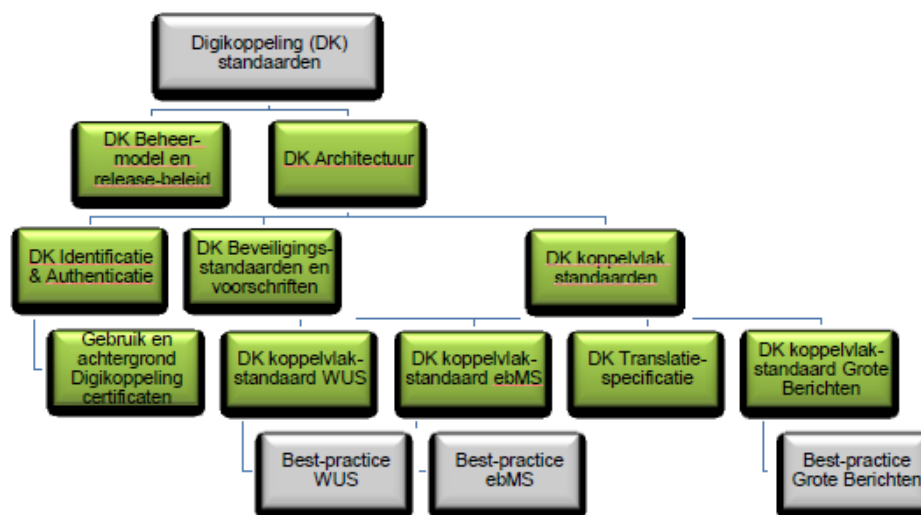 Digikoppeling (DK)
standaarden
DK Beheer-
model en
release-beleid
DK Architectuur
DK Identificatie
& Authenticatie
DK Beveiligings-
standaarden en
voorschriften
DK koppelvlak
standaarden
Gebruik en
achtergrond
Digikoppeling
certificaten
DK koppelvlak-
standaard WUS
DK koppelvlak-
standaard ebMS
DK Translatie-
specificatie
DK koppelvlak-
standaard Grote
Berichten
Best-practice
WUS
Best-practice
ebMS
Best-practice
Grote Berichten